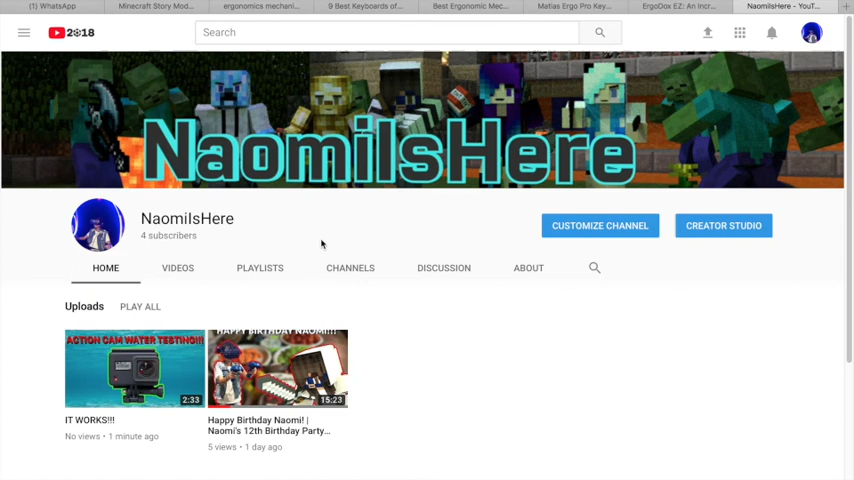 (1) WhatsApp
Minecraft Story Mod...
ergonomics mechani...
9 Best Keyboards of...
Best Ergonomic Mec...
Matias Ergo Pro Key...
ErgoDox EZ: An Incr...
NaomiIsHere - YouT...
2018
Search
NaomiIsHere
NaomiIsHere
4 subscribers
CUSTOMIZE CHANNEL
CREATOR STUDIO
HOME
VIDEOS
PLAYLISTS
CHANNELS
DISCUSSION
ABOUT
Uploads
PLAY ALL
ACTION CAM WATER TESTING!!!
2:33
HAPPY BIRTHDAY NAOMI!!!
15:23
IT WORKS!!!
No views • 1 minute ago
Happy Birthday Naomi! |
Naomi's 12th Birthday Party...
5 views • 1 day ago